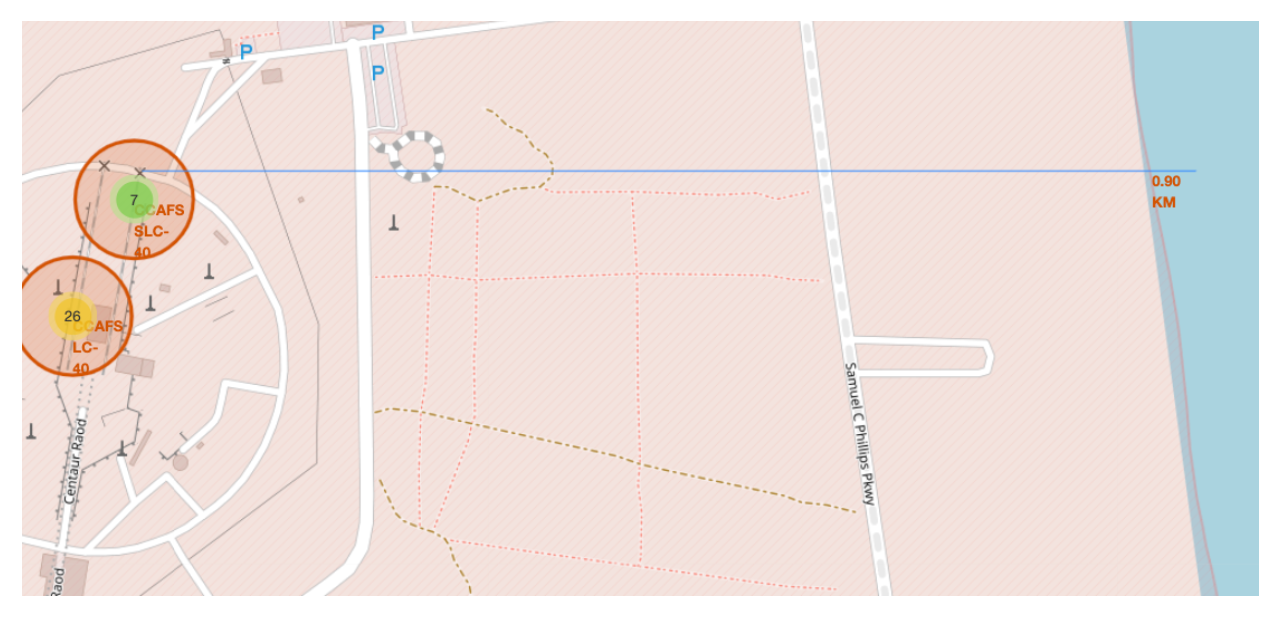 P
P
P
0.90
KM
7
CCAFS
SLC-
40
26
CCAFS
LC-
40
Samuel C Phillips Pkwy
Centaur Raod
Raod